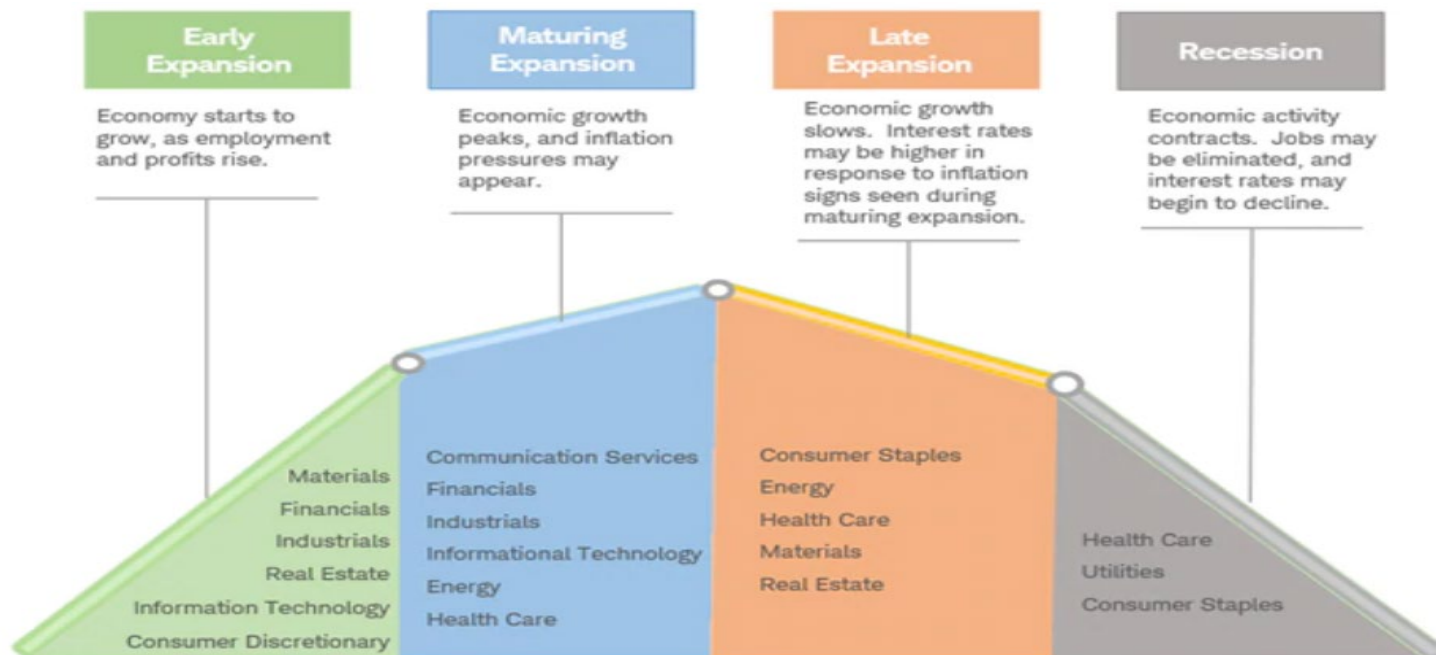 Early
Expansion
Economy starts to
grow, as employment
and profits rise.
Maturing
Expansion
Economic growth
peaks, and inflation
pressures may
appear.
Late
Expansion
Economic growth
slows. Interest rates
may be higher in
response to inflation
signs seen during
maturing expansion.
Recession
Economic activity
contracts. Jobs may
be eliminated, and
interest rates may
begin to decline.
Materials
Financials
Industrials
Real Estate
Information Technology
Consumer Discretionary
Communication Services
Financials
Industrials
Informational Technology
Energy
Health Care
Consumer Staples
Energy
Health Care
Materials
Real Estate
Health Care
Utilities
Consumer Staples